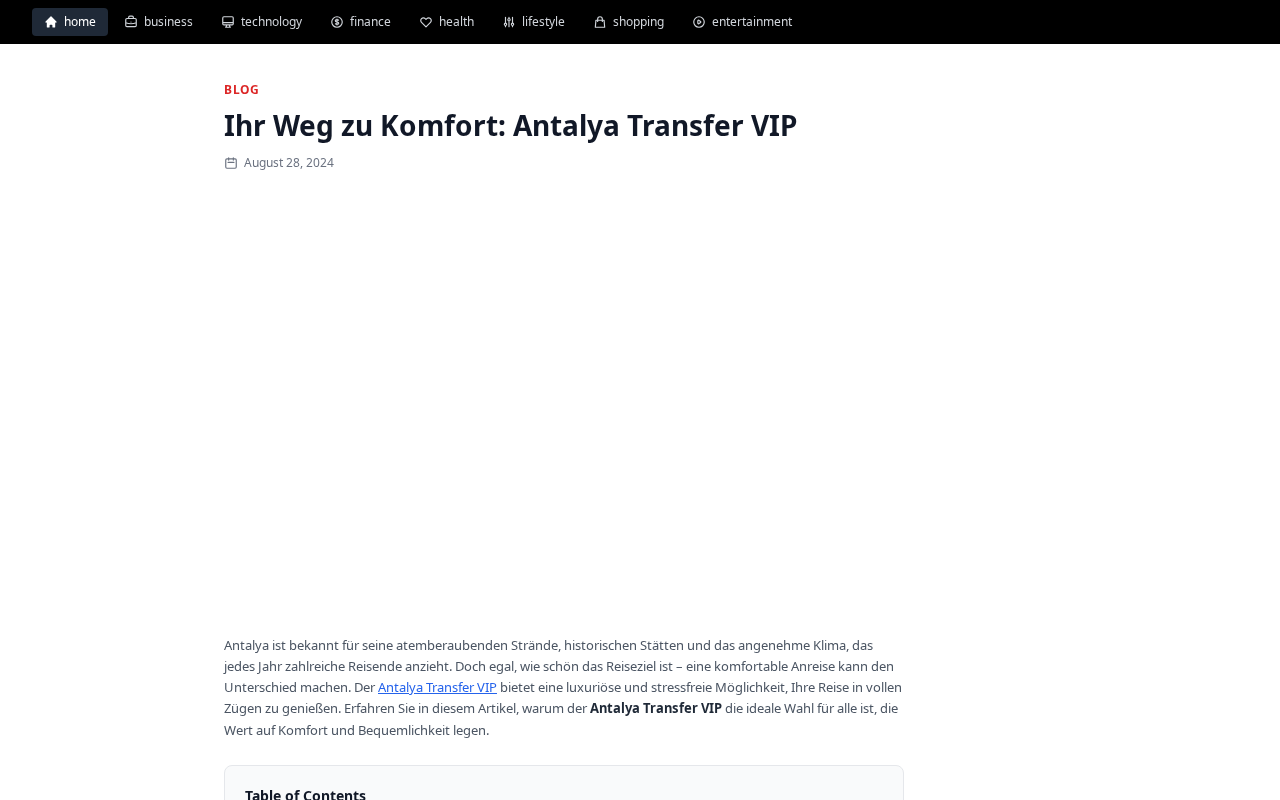 home business technology finance health lifestyle shopping entertainment
BLOG
Ihr Weg zu Komfort: Antalya Transfer VIP
August 28, 2024
Antalya ist bekannt für seine atemberaubenden Strände, historischen Stätten und das angenehme Klima, das
jedes Jahr zahlreiche Reisende anzieht. Doch egal, wie schön das Reiseziel ist – eine komfortable Anreise kann den
Unterschied machen. Der Antalya Transfer VIP bietet eine luxuriöse und stressfreie Möglichkeit, Ihre Reise in vollen
Zügen zu genießen. Erfahren Sie in diesem Artikel, warum der Antalya Transfer VIP die ideale Wahl für alle ist, die
Wert auf Komfort und Bequemlichkeit legen.
Table of Contents